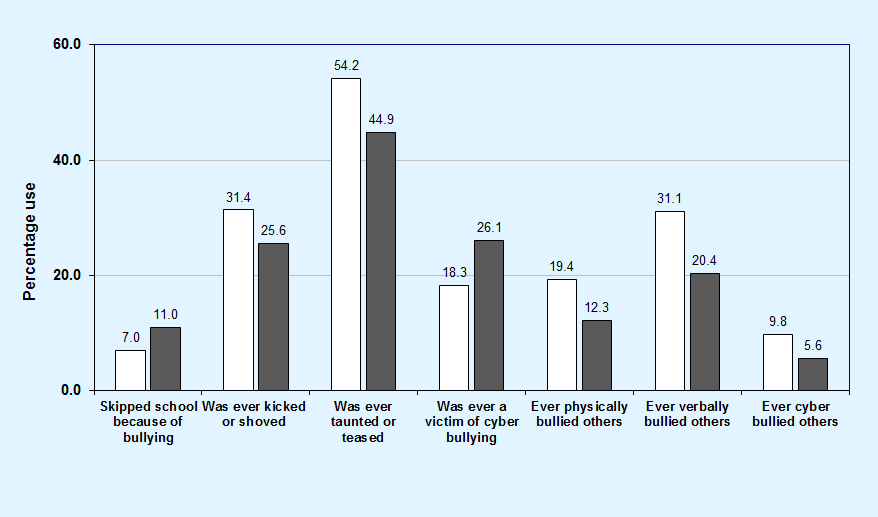 60.0
40.0
20.0
0.0
Percentage use
7.0
11.0
31.4
25.6
54.2
44.9
18.3
26.1
19.4
12.3
31.1
20.4
9.8
5.6
Skipped school
because of
bullying
Was ever kicked
or shoved
Was ever
taunted or
teased
Was ever a
victim of cyber
bullying
Ever physically
bullied others
Ever verbally
bullied others
Ever cyber
bullied others